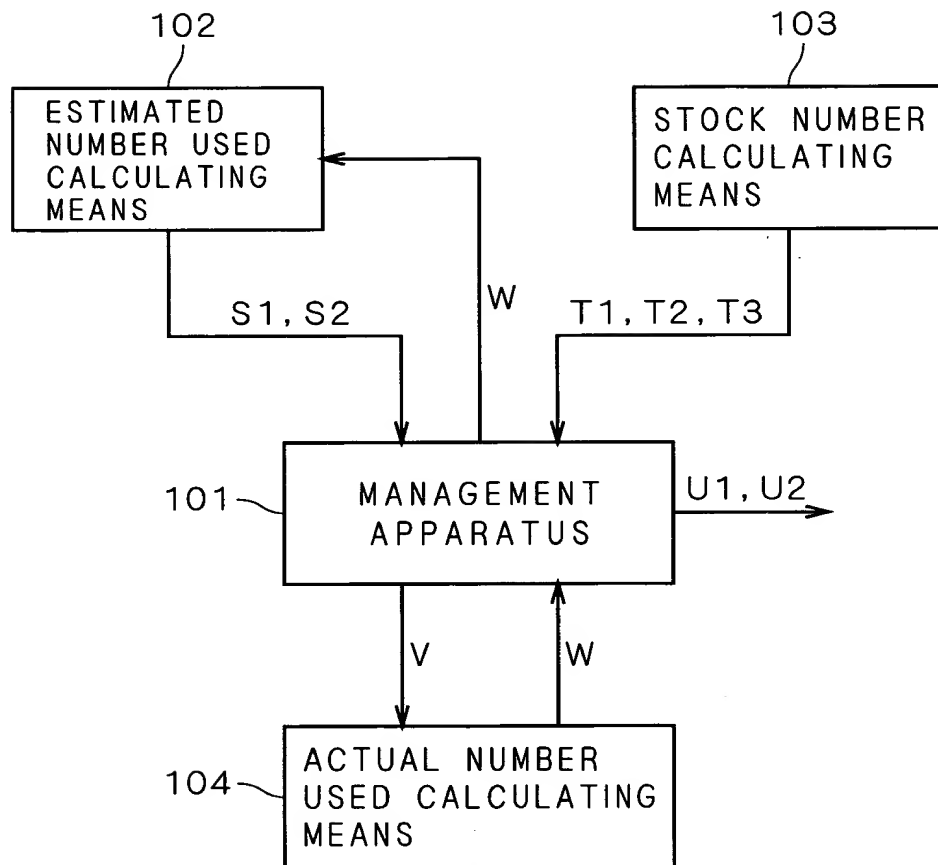 102
103
ESTIMATED
NUMBER USED
CALCULATING
MEANS
STOCK NUMBER
CALCULATING
MEANS
S1, S2
W
T1, T2, T3
101
MANAGEMENT
APPARATUS
U1, U2
V
W
104
ACTUAL NUMBER
USED CALCULATING
MEANS